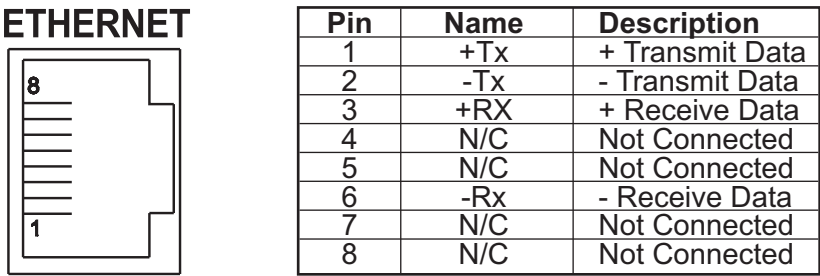 ETHERNET
8
1
Pin Name Description
1 +Tx + Transmit Data
2 -Tx - Transmit Data
3 +RX + Receive Data
4 N/C Not Connected
5 N/C Not Connected
6 -Rx - Receive Data
7 N/C Not Connected
8 N/C Not Connected